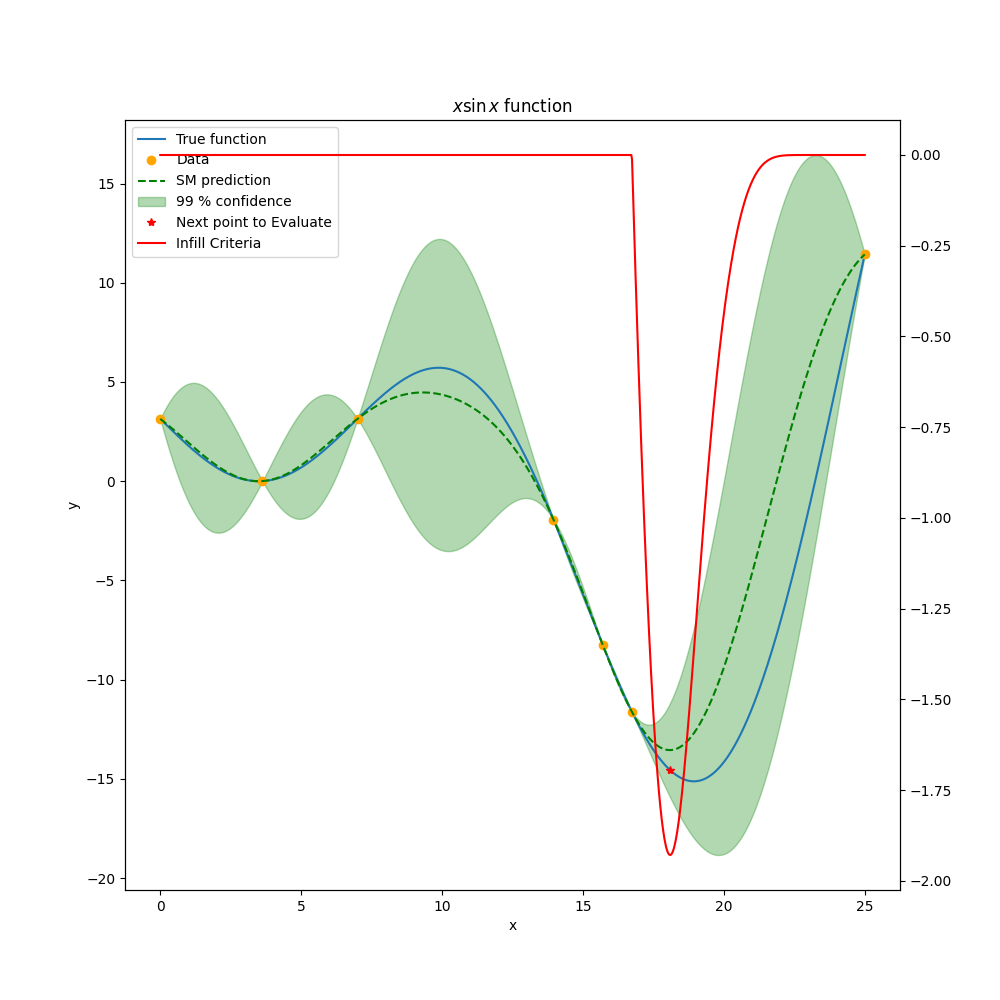 x sin x function
True function
Data
SM prediction
99 % confidence
Next point to Evaluate
Infill Criteria
15
10
5
0
−5
−10
−15
−20
y
0.00
−0.25
−0.50
−0.75
−1.00
−1.25
−1.50
−1.75
−2.00
0 5 10 15 20 25
x